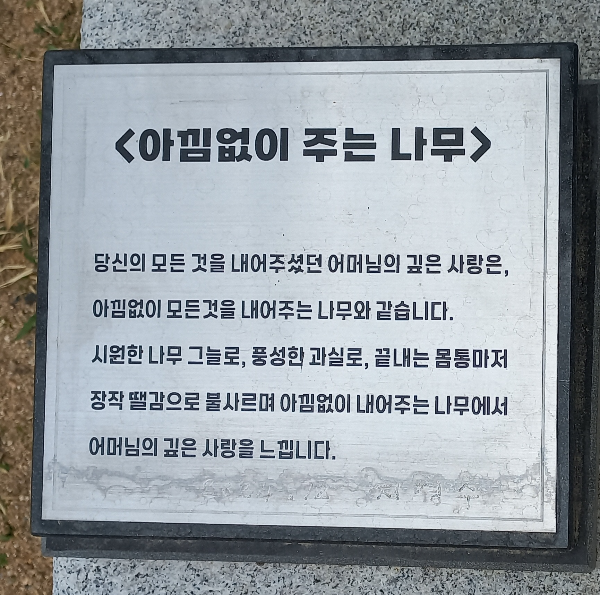 <아낌없이 주는 나무>
당신의 모든 것을 내어주셨던 어머님의 깊은 사랑은,
아낌없이 모든것을 내어주는 나무와 같습니다.
시원한 나무 그늘로, 풍성한 과실로, 끝내는 몸통마저
장작 땔감으로 불사르며 아낌없이 내어주는 나무에서
어머님의 깊은 사랑을 느낍니다.